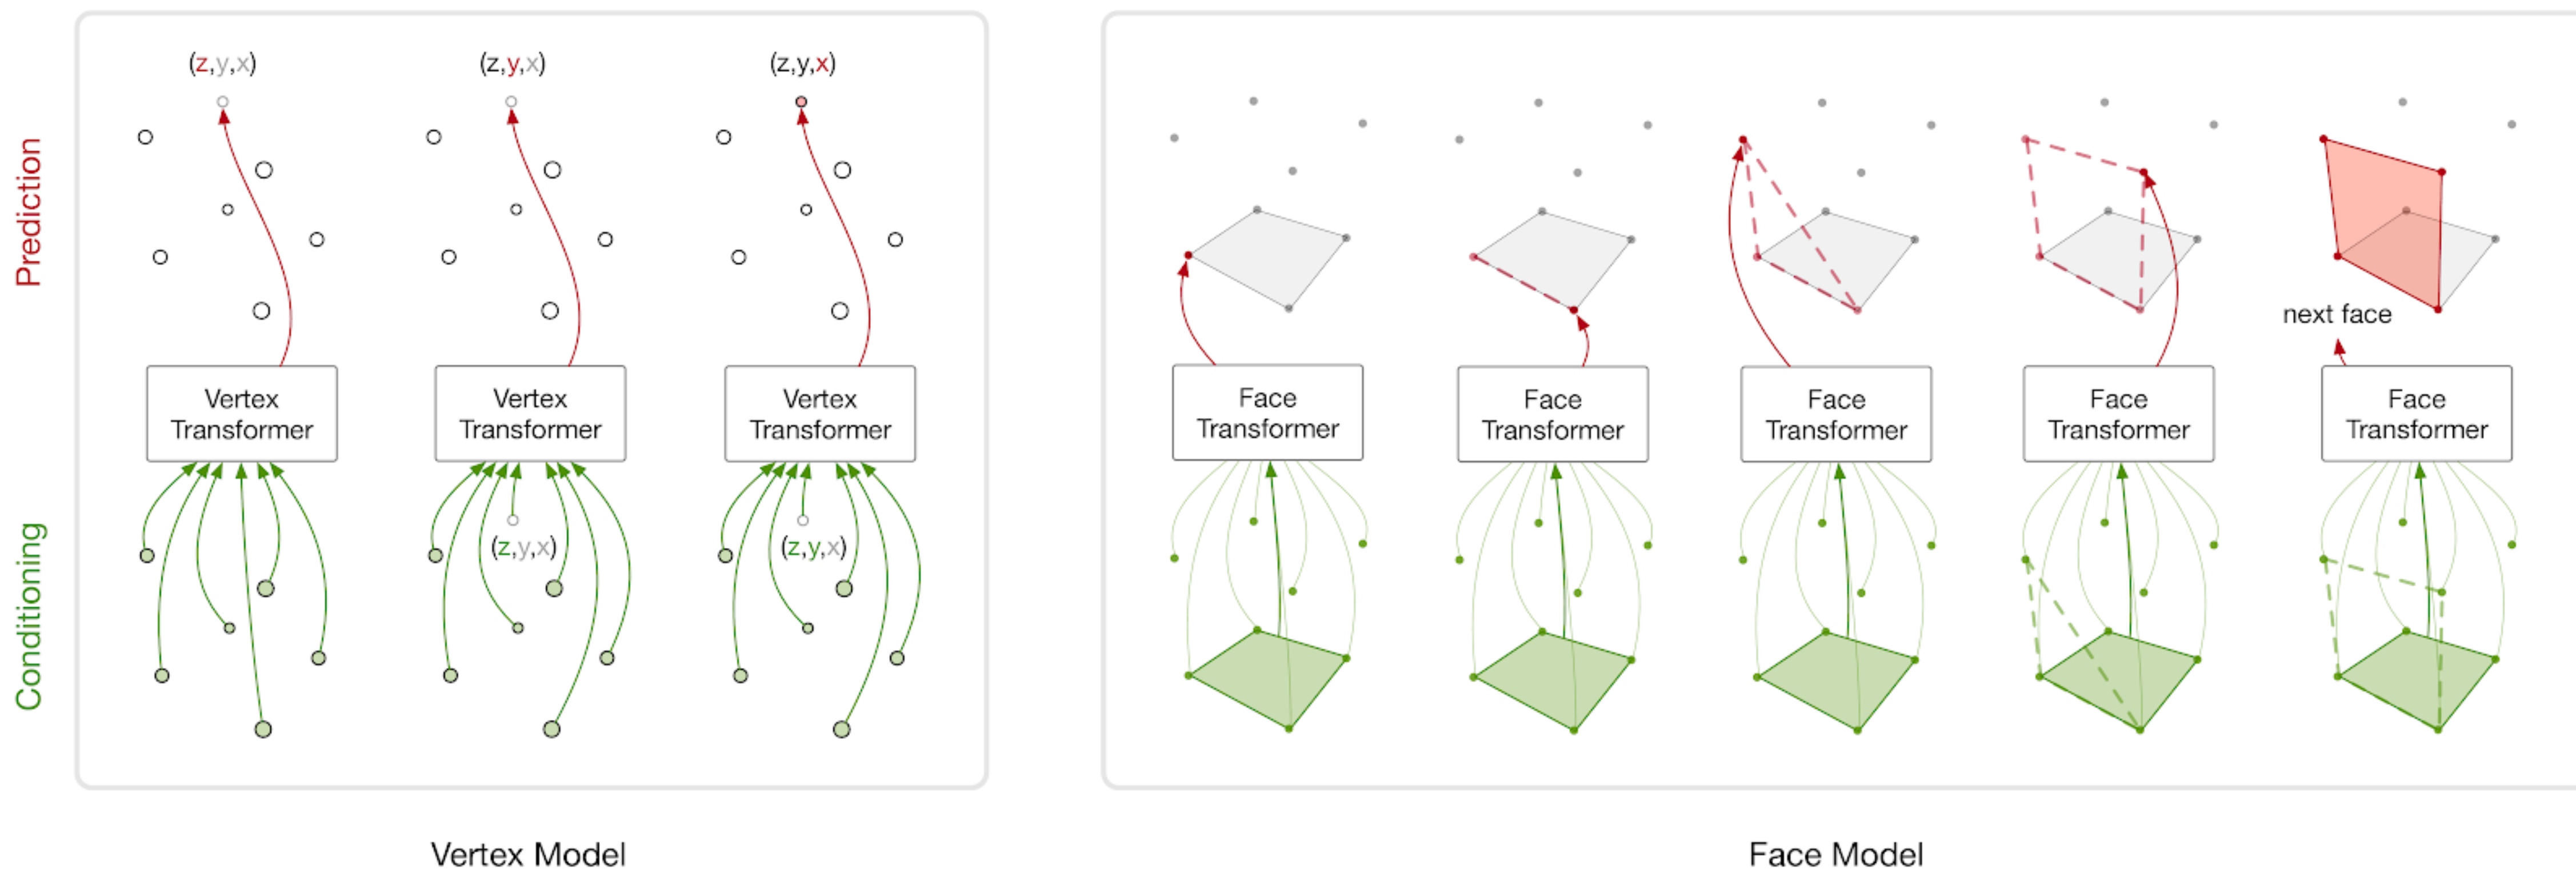 Prediction
Conditioning
(z,y,x)
(z,y,x)
(z,y,x)
Vertex
Transformer
Vertex
Transformer
Vertex
Transformer
(z,y,x)
(z,y,x)
Vertex Model
next face
Face
Transformer
Face
Transformer
Face
Transformer
Face
Transformer
Face
Transformer
Face Model